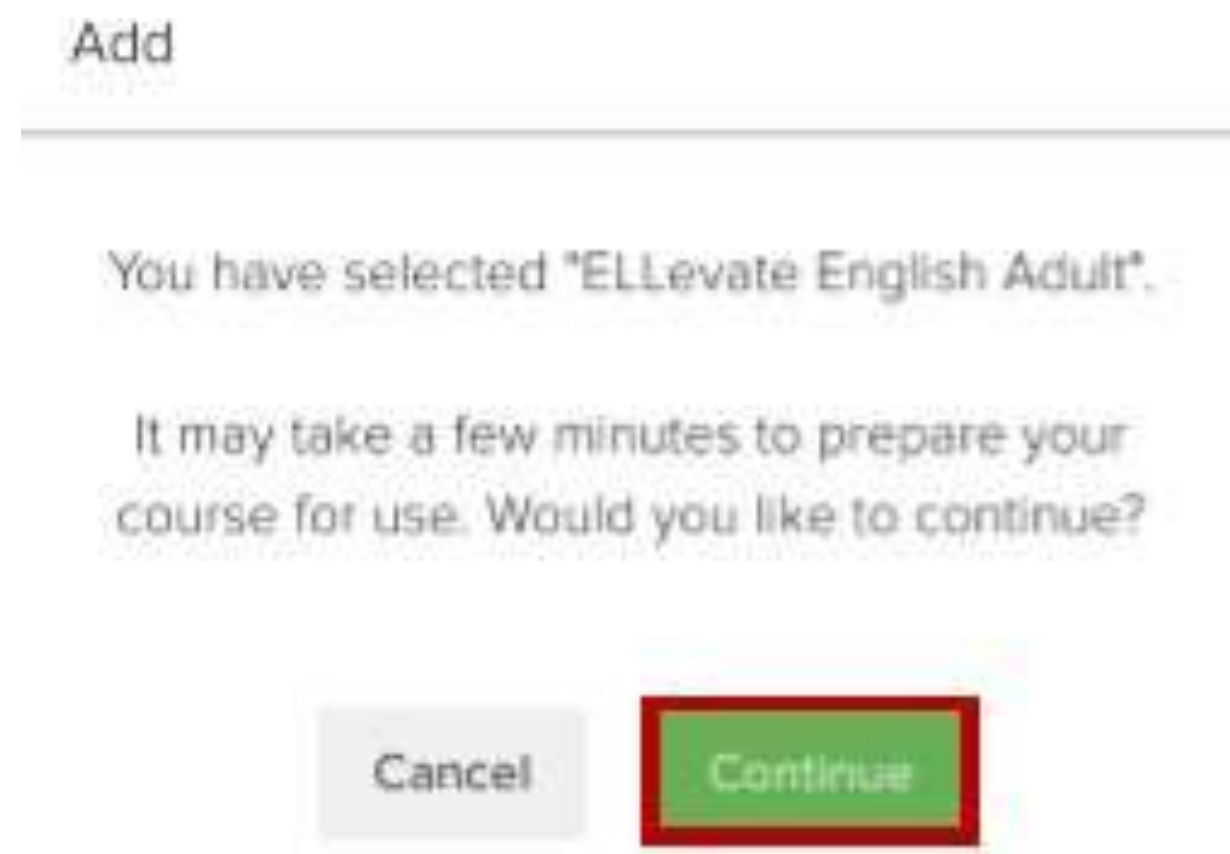 Add
You have selected "ELLevate English Adult".
It may take a few minutes to prepare your
course for use. Would you like to continue?
Cancel Continue